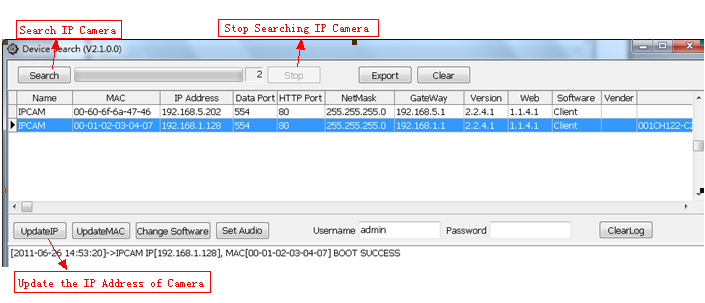 Search IP Camera
Stop Searching IP Camera
Device Search (V2.1.0.0)
Search 2 Stop Export Clear
Name MAC IP Address Data Port HTTP Port NetMask GateWay Version Web Software Vender
IPCAM 00-60-6f-6a-47-46 192.168.5.202 554 80 255.255.255.0 192.168.5.1 2.2.4.1 1.1.4.1 Client
IPCAM 00-01-02-03-04-07 192.168.1.128 554 80 255.255.255.0 192.168.1.1 2.2.4.1 1.1.4.1 Client 001CH122-C2
UpdateIP UpdateMAC Change Software Set Audio Username admin Password ClearLog
[2011-06-26 14:53:20]->IPCAM IP[192.168.1.128], MAC[00-01-02-03-04-07] BOOT SUCCESS
Update the IP Address of Camera